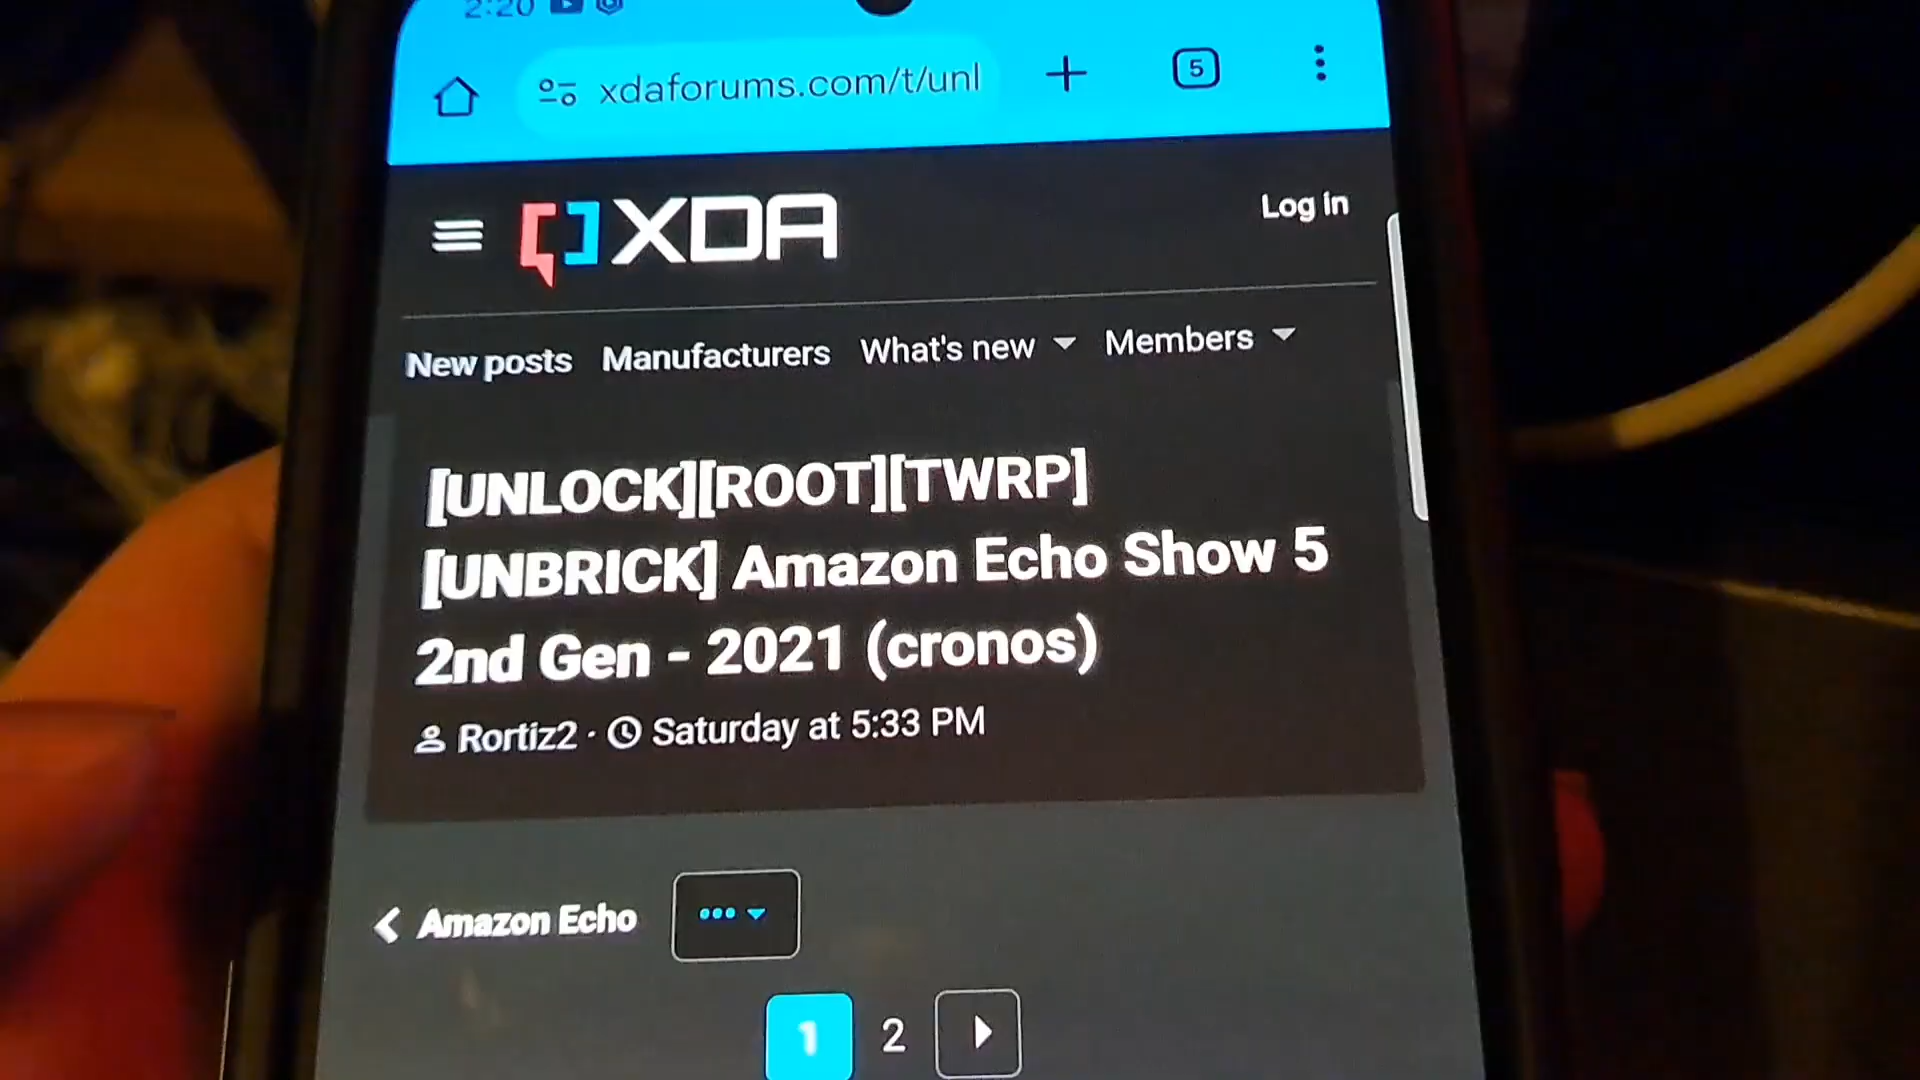 2:20
xdaforums.com/t/unl
5
XDA
Log in
New posts Manufacturers What's new Members
[UNLOCK][ROOT][TWRP]
[UNBRICK] Amazon Echo Show 5
2nd Gen - 2021 (cronos)
Rortiz2 · Saturday at 5:33 PM
Amazon Echo
1 2